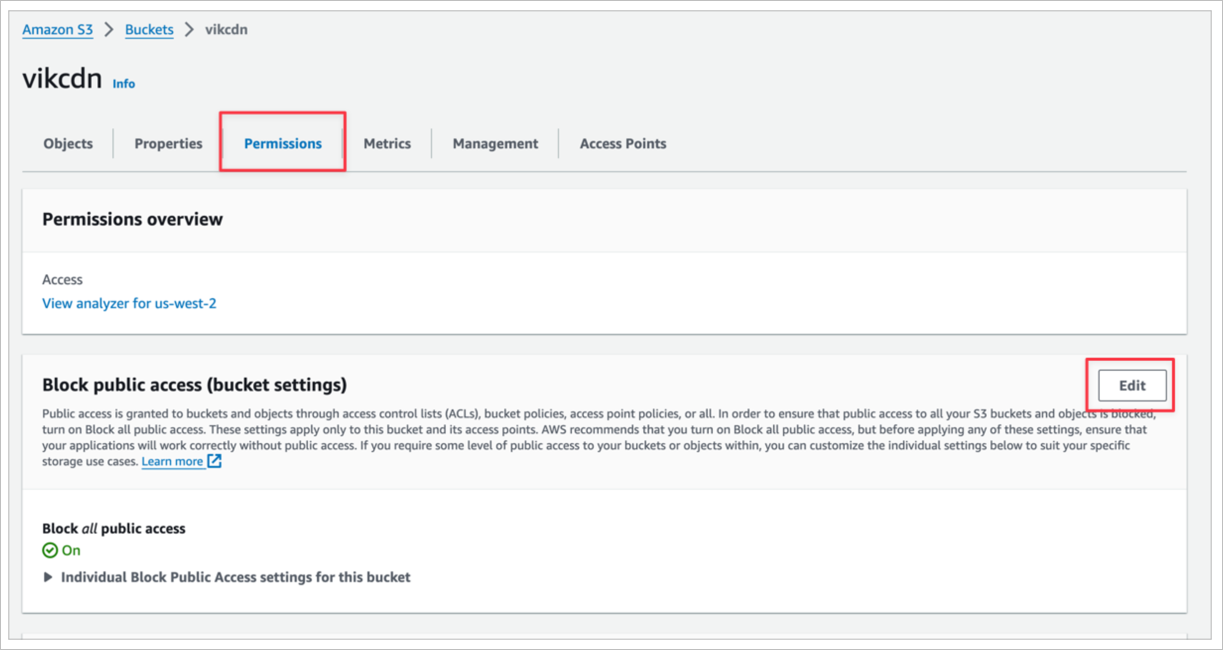 Amazon S3 > Buckets > vikcdn
vikcdn Info
Objects Properties Permissions Metrics Management Access Points
Permissions overview
Access
View analyzer for us-west-2
Block public access (bucket settings)
Edit
Public access is granted to buckets and objects through access control lists (ACLs), bucket policies, access point policies, or all. In order to ensure that public access to all your S3 buckets and objects is blocked,
turn on Block all public access. These settings apply only to this bucket and its access points. AWS recommends that you turn on Block all public access, but before applying any of these settings, ensure that
your applications will work correctly without public access. If you require some level of public access to your buckets or objects within, you can customize the individual settings below to suit your specific
storage use cases. Learn more
Block all public access
On
Individual Block Public Access settings for this bucket